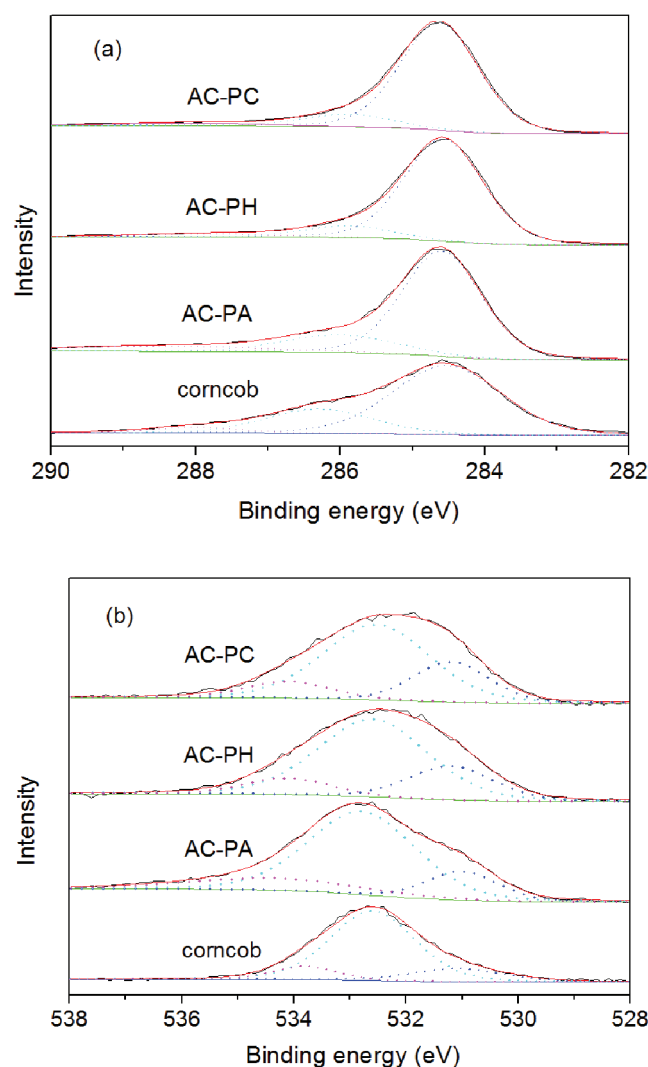 (a)
AC-PC
AC-PH
AC-PA
corncob
Intensity
290 288 286 284 282
Binding energy (eV)
(b)
AC-PC
AC-PH
AC-PA
corncob
Intensity
538 536 534 532 530 528
Binding energy (eV)